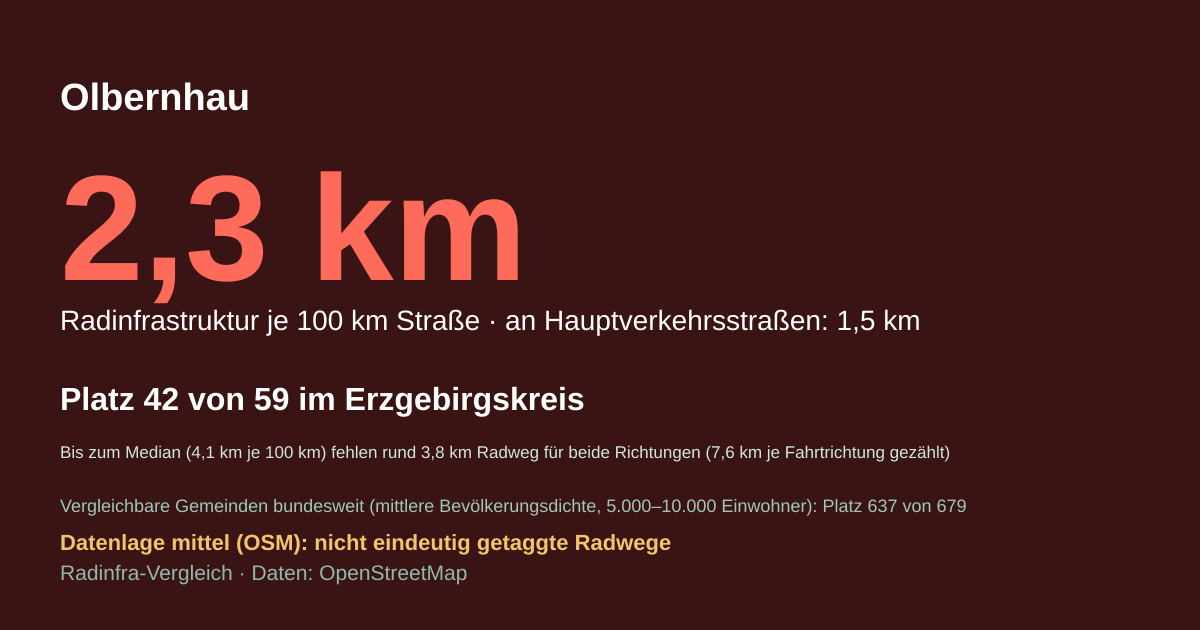 Olbernhau
2,3 km
Radinfrastruktur je 100 km Straße · an Hauptverkehrsstraßen: 1,5 km
Platz 42 von 59 im Erzgebirgskreis
Bis zum Median (4,1 km je 100 km) fehlen rund 3,8 km Radweg für beide Richtungen (7,6 km je Fahrtrichtung gezählt)
Vergleichbare Gemeinden bundesweit (mittlere Bevölkerungsdichte, 5.000–10.000 Einwohner): Platz 637 von 679
Datenlage mittel (OSM): nicht eindeutig getaggte Radwege
Radinfra-Vergleich · Daten: OpenStreetMap